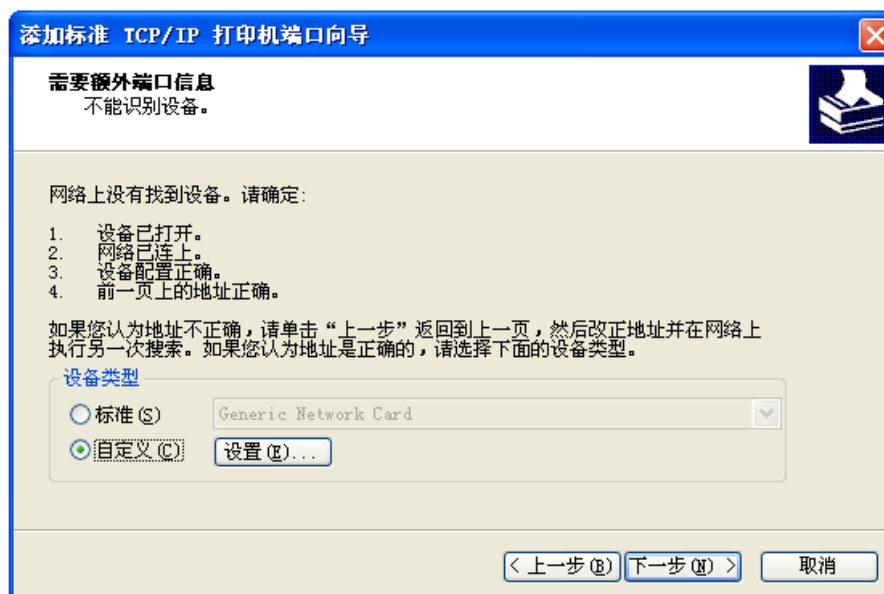 添加标准 TCP/IP 打印机端口向导
需要额外端口信息
不能识别设备。
网络上没有找到设备。请确定:
1. 设备已打开。
2. 网络已连上。
3. 设备配置正确。
4. 前一页上的地址正确。
如果您认为地址不正确,请单击“上一步”返回到上一页,然后改正地址并在网络上
执行另一次搜索。如果您认为地址是正确的,请选择下面的设备类型。
设备类型
标准(S) Generic Network Card
自定义(C) 设置(E)...
< 上一步(B) 下一步(N) > 取消